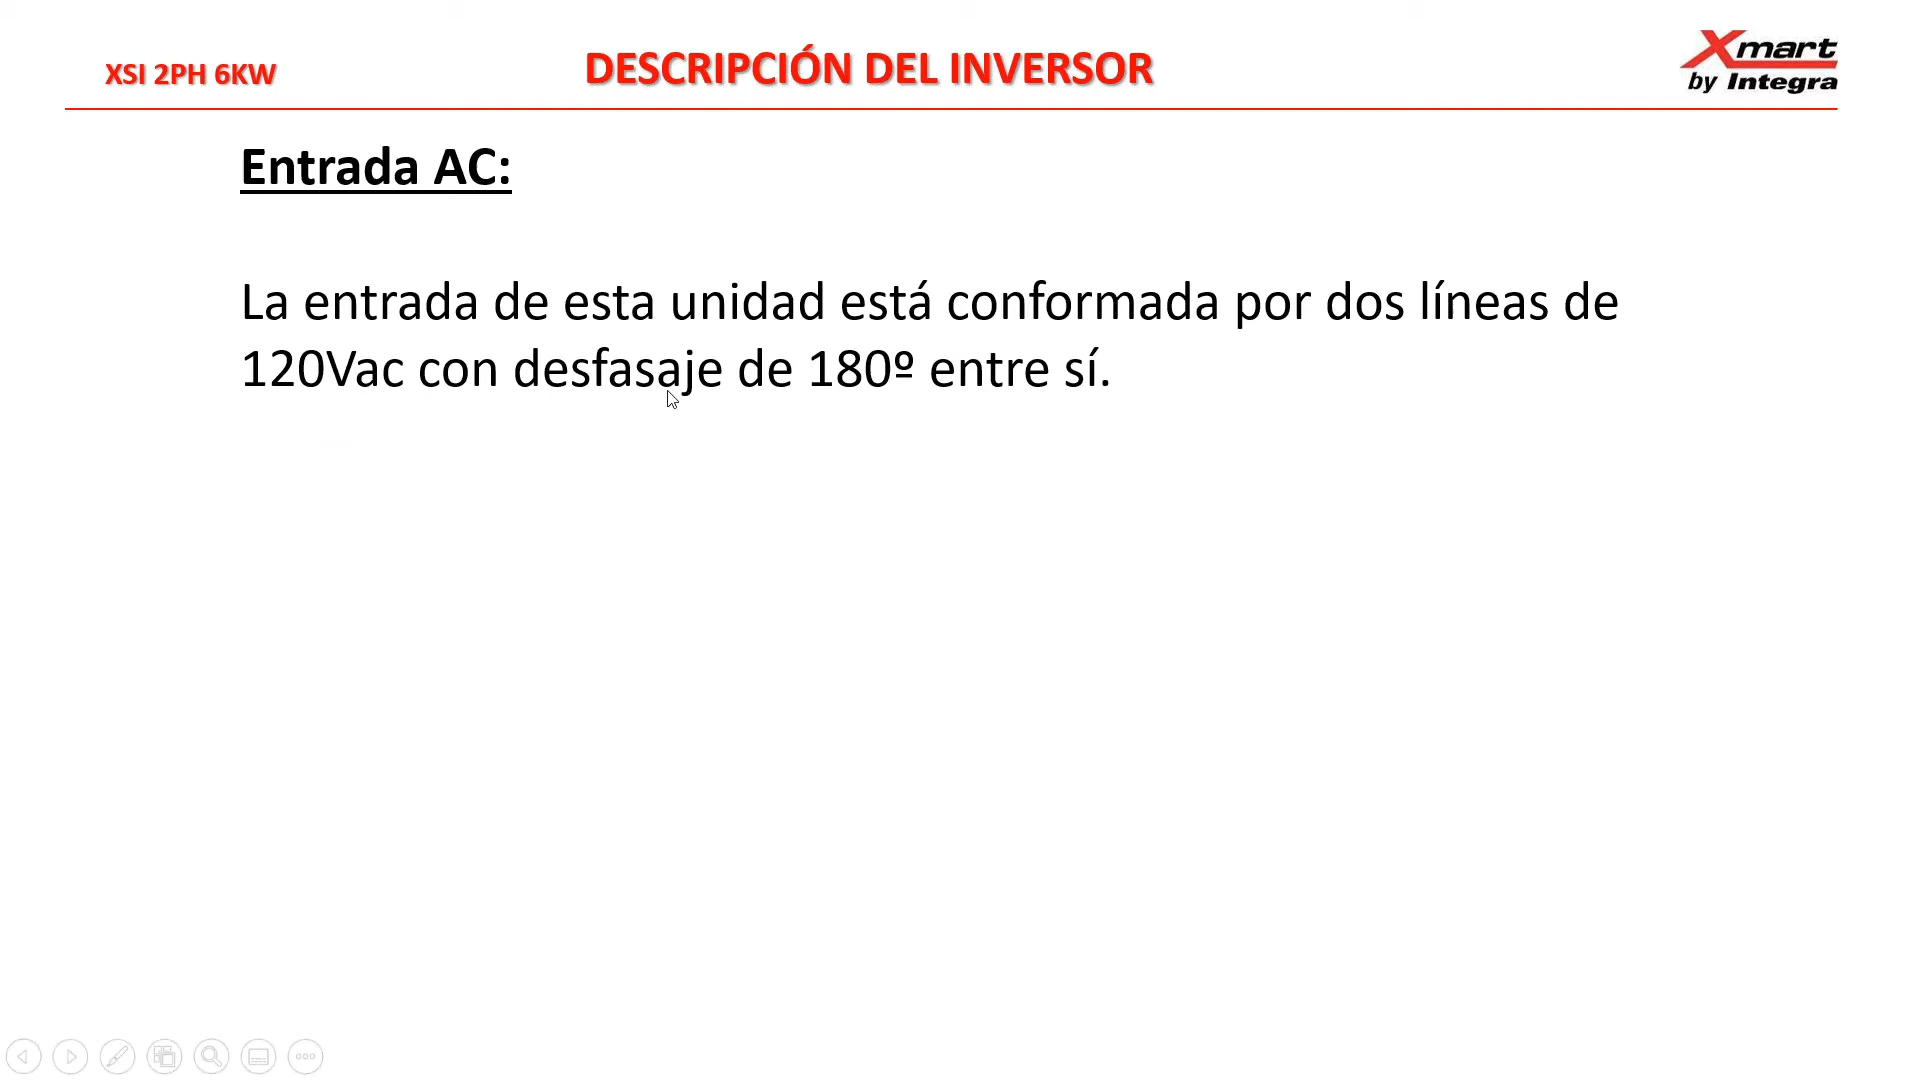 XSI 2PH 6KW
DESCRIPCIÓN DEL INVERSOR
Xmart
by Integra
Entrada AC:
La entrada de esta unidad está conformada por dos líneas de
120Vac con desfasaje de 180º entre sí.